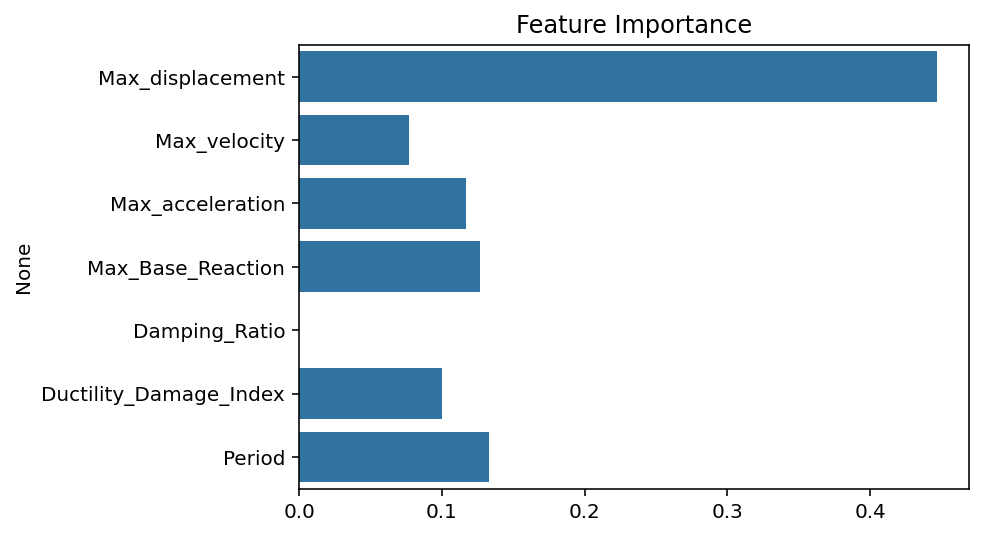 Feature Importance
Max_displacement
Max_velocity
Max_acceleration
Max_Base_Reaction
Damping_Ratio
Ductility_Damage_Index
Period
None
0.0 0.1 0.2 0.3 0.4